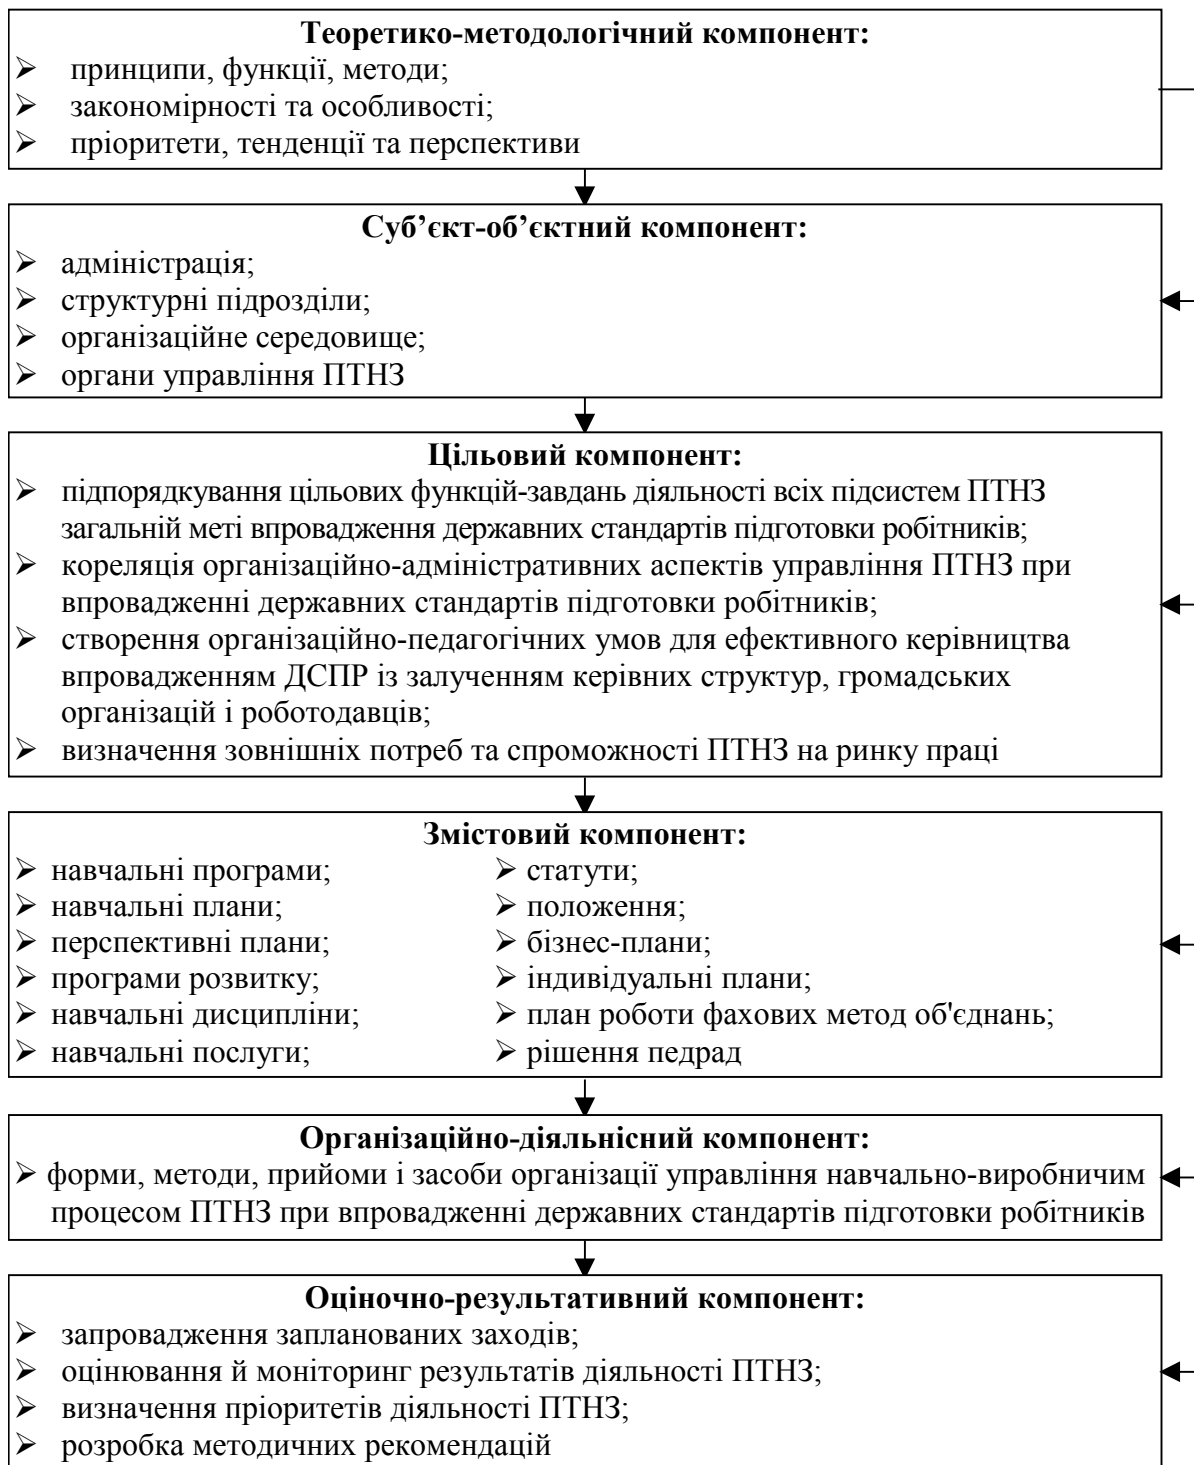 Теоретико-методологічний компонент:
➢ принципи, функції, методи;
➢ закономірності та особливості;
➢ пріоритети, тенденції та перспективи
Суб’єкт-об’єктний компонент:
➢ адміністрація;
➢ структурні підрозділи;
➢ організаційне середовище;
➢ органи управління ПТНЗ
Цільовий компонент:
➢ підпорядкування цільових функцій-завдань діяльності всіх підсистем ПТНЗ
загальній меті впровадження державних стандартів підготовки робітників;
➢ кореляція організаційно-адміністративних аспектів управління ПТНЗ при
впровадженні державних стандартів підготовки робітників;
➢ створення організаційно-педагогічних умов для ефективного керівництва
впровадженням ДСПР із залученням керівних структур, громадських
організацій і роботодавців;
➢ визначення зовнішніх потреб та спроможності ПТНЗ на ринку праці
Змістовий компонент:
➢ навчальні програми;
➢ навчальні плани;
➢ перспективні плани;
➢ програми розвитку;
➢ навчальні дисципліни;
➢ навчальні послуги;
➢ статути;
➢ положення;
➢ бізнес-плани;
➢ індивідуальні плани;
➢ план роботи фахових метод об'єднань;
➢ рішення педрад
Організаційно-діяльнісний компонент:
➢ форми, методи, прийоми і засоби організації управління навчально-виробничим
процесом ПТНЗ при впровадженні державних стандартів підготовки робітників
Оціночно-результативний компонент:
➢ запровадження запланованих заходів;
➢ оцінювання й моніторинг результатів діяльності ПТНЗ;
➢ визначення пріоритетів діяльності ПТНЗ;
➢ розробка методичних рекомендацій